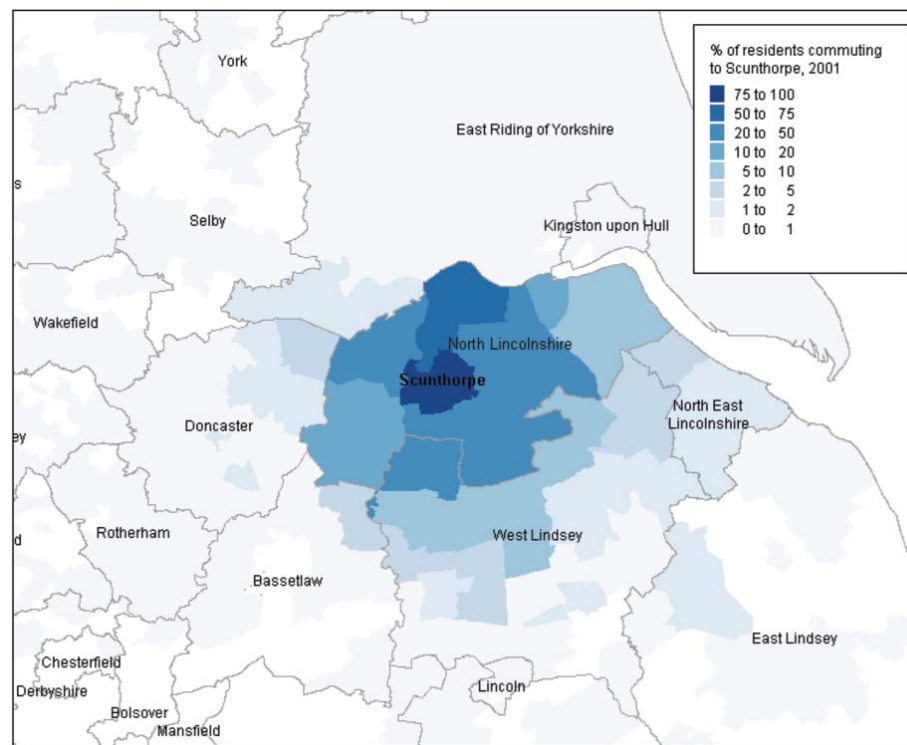 % of residents commuting
to Scunthorpe, 2001
75 to 100
50 to 75
20 to 50
10 to 20
5 to 10
2 to 5
1 to 2
0 to 1
York
East Riding of Yorkshire
s
Selby
Kingston upon Hull
Wakefield
North Lincolnshire
Scunthorpe
North East
Lincolnshire
Doncaster
ey
Rotherham
d
West Lindsey
Bassetlaw
East Lindsey
Chesterfield
Derbyshire
Lincoln
Bolsover
Mansfield